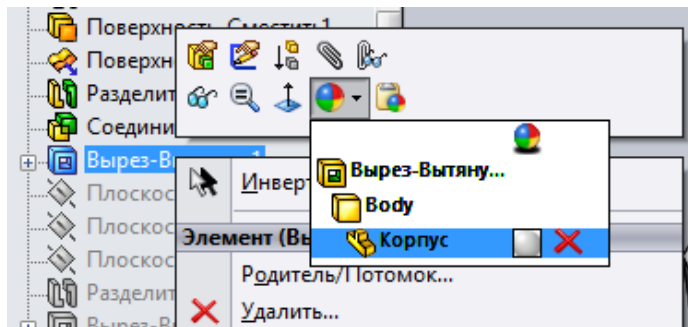 Поверхность Сместить1
Поверхн
Разделит
Соедини
Вырез-В
Вырез-Вытяну...
Плоскос
Инверт
Body
Плоскос
Элемент (Вы
Корпус
Плоскос
Родитель/Потомок...
Разделит
Удалить...